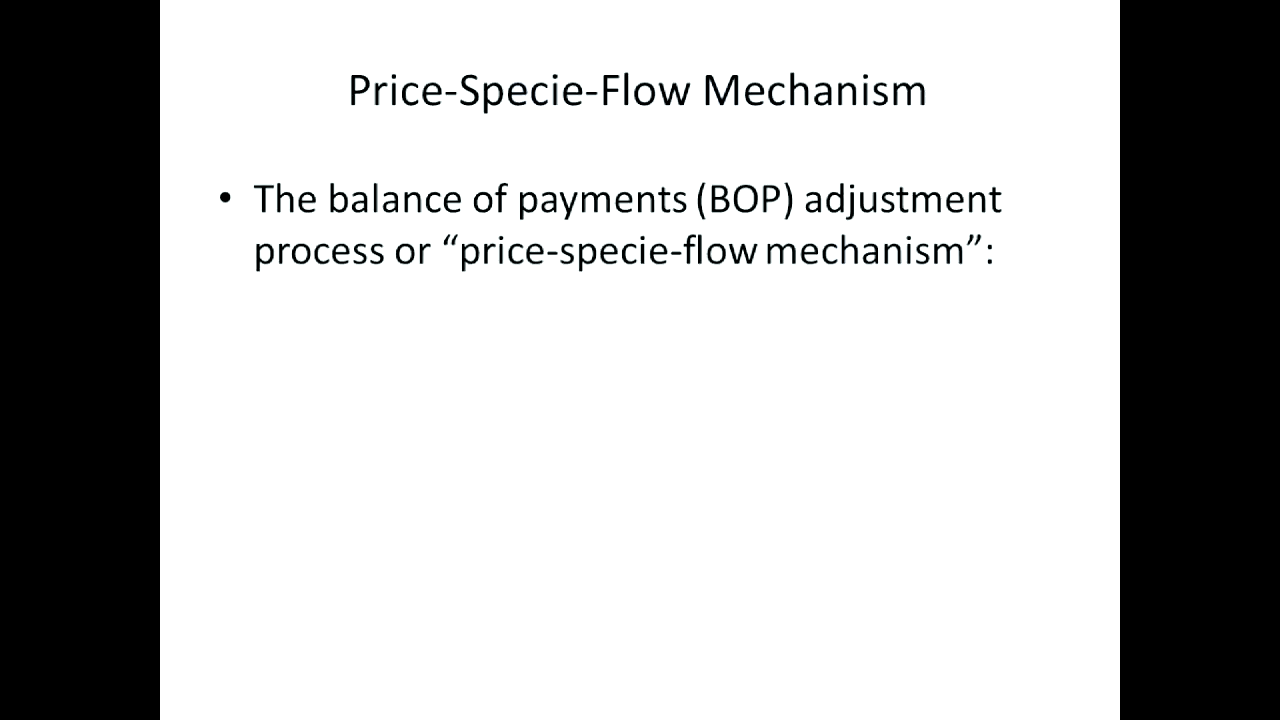 Price-Specie-Flow Mechanism
• The balance of payments (BOP) adjustment
process or “price-specie-flow mechanism”: